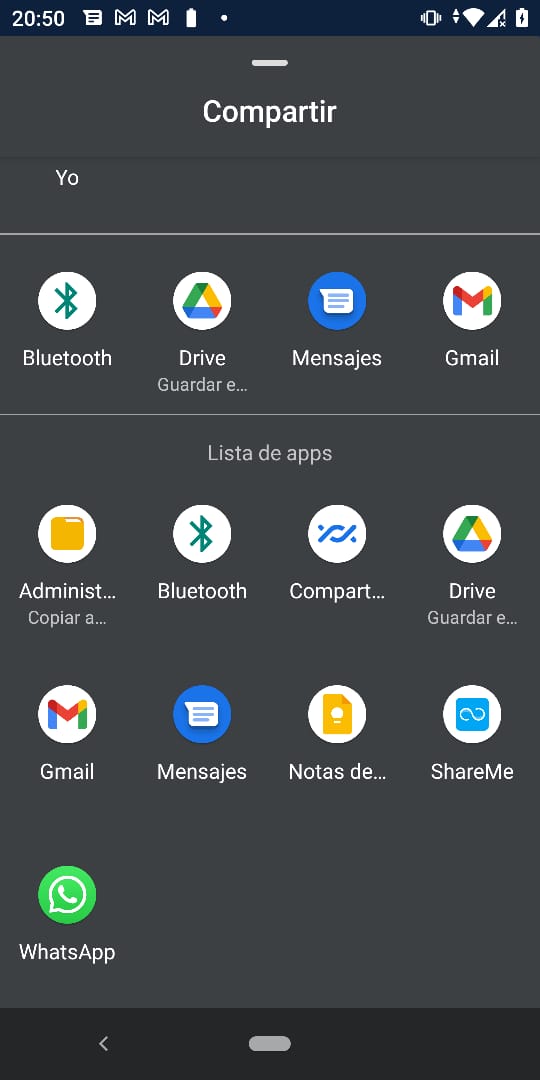 20:50
Compartir
Yo
Bluetooth
Drive
Mensajes
Gmail
Guardar e...
Lista de apps
Administ...
Bluetooth
Compart...
Drive
Copiar a...
Guardar e...
Gmail
Mensajes
Notas de...
ShareMe
WhatsApp